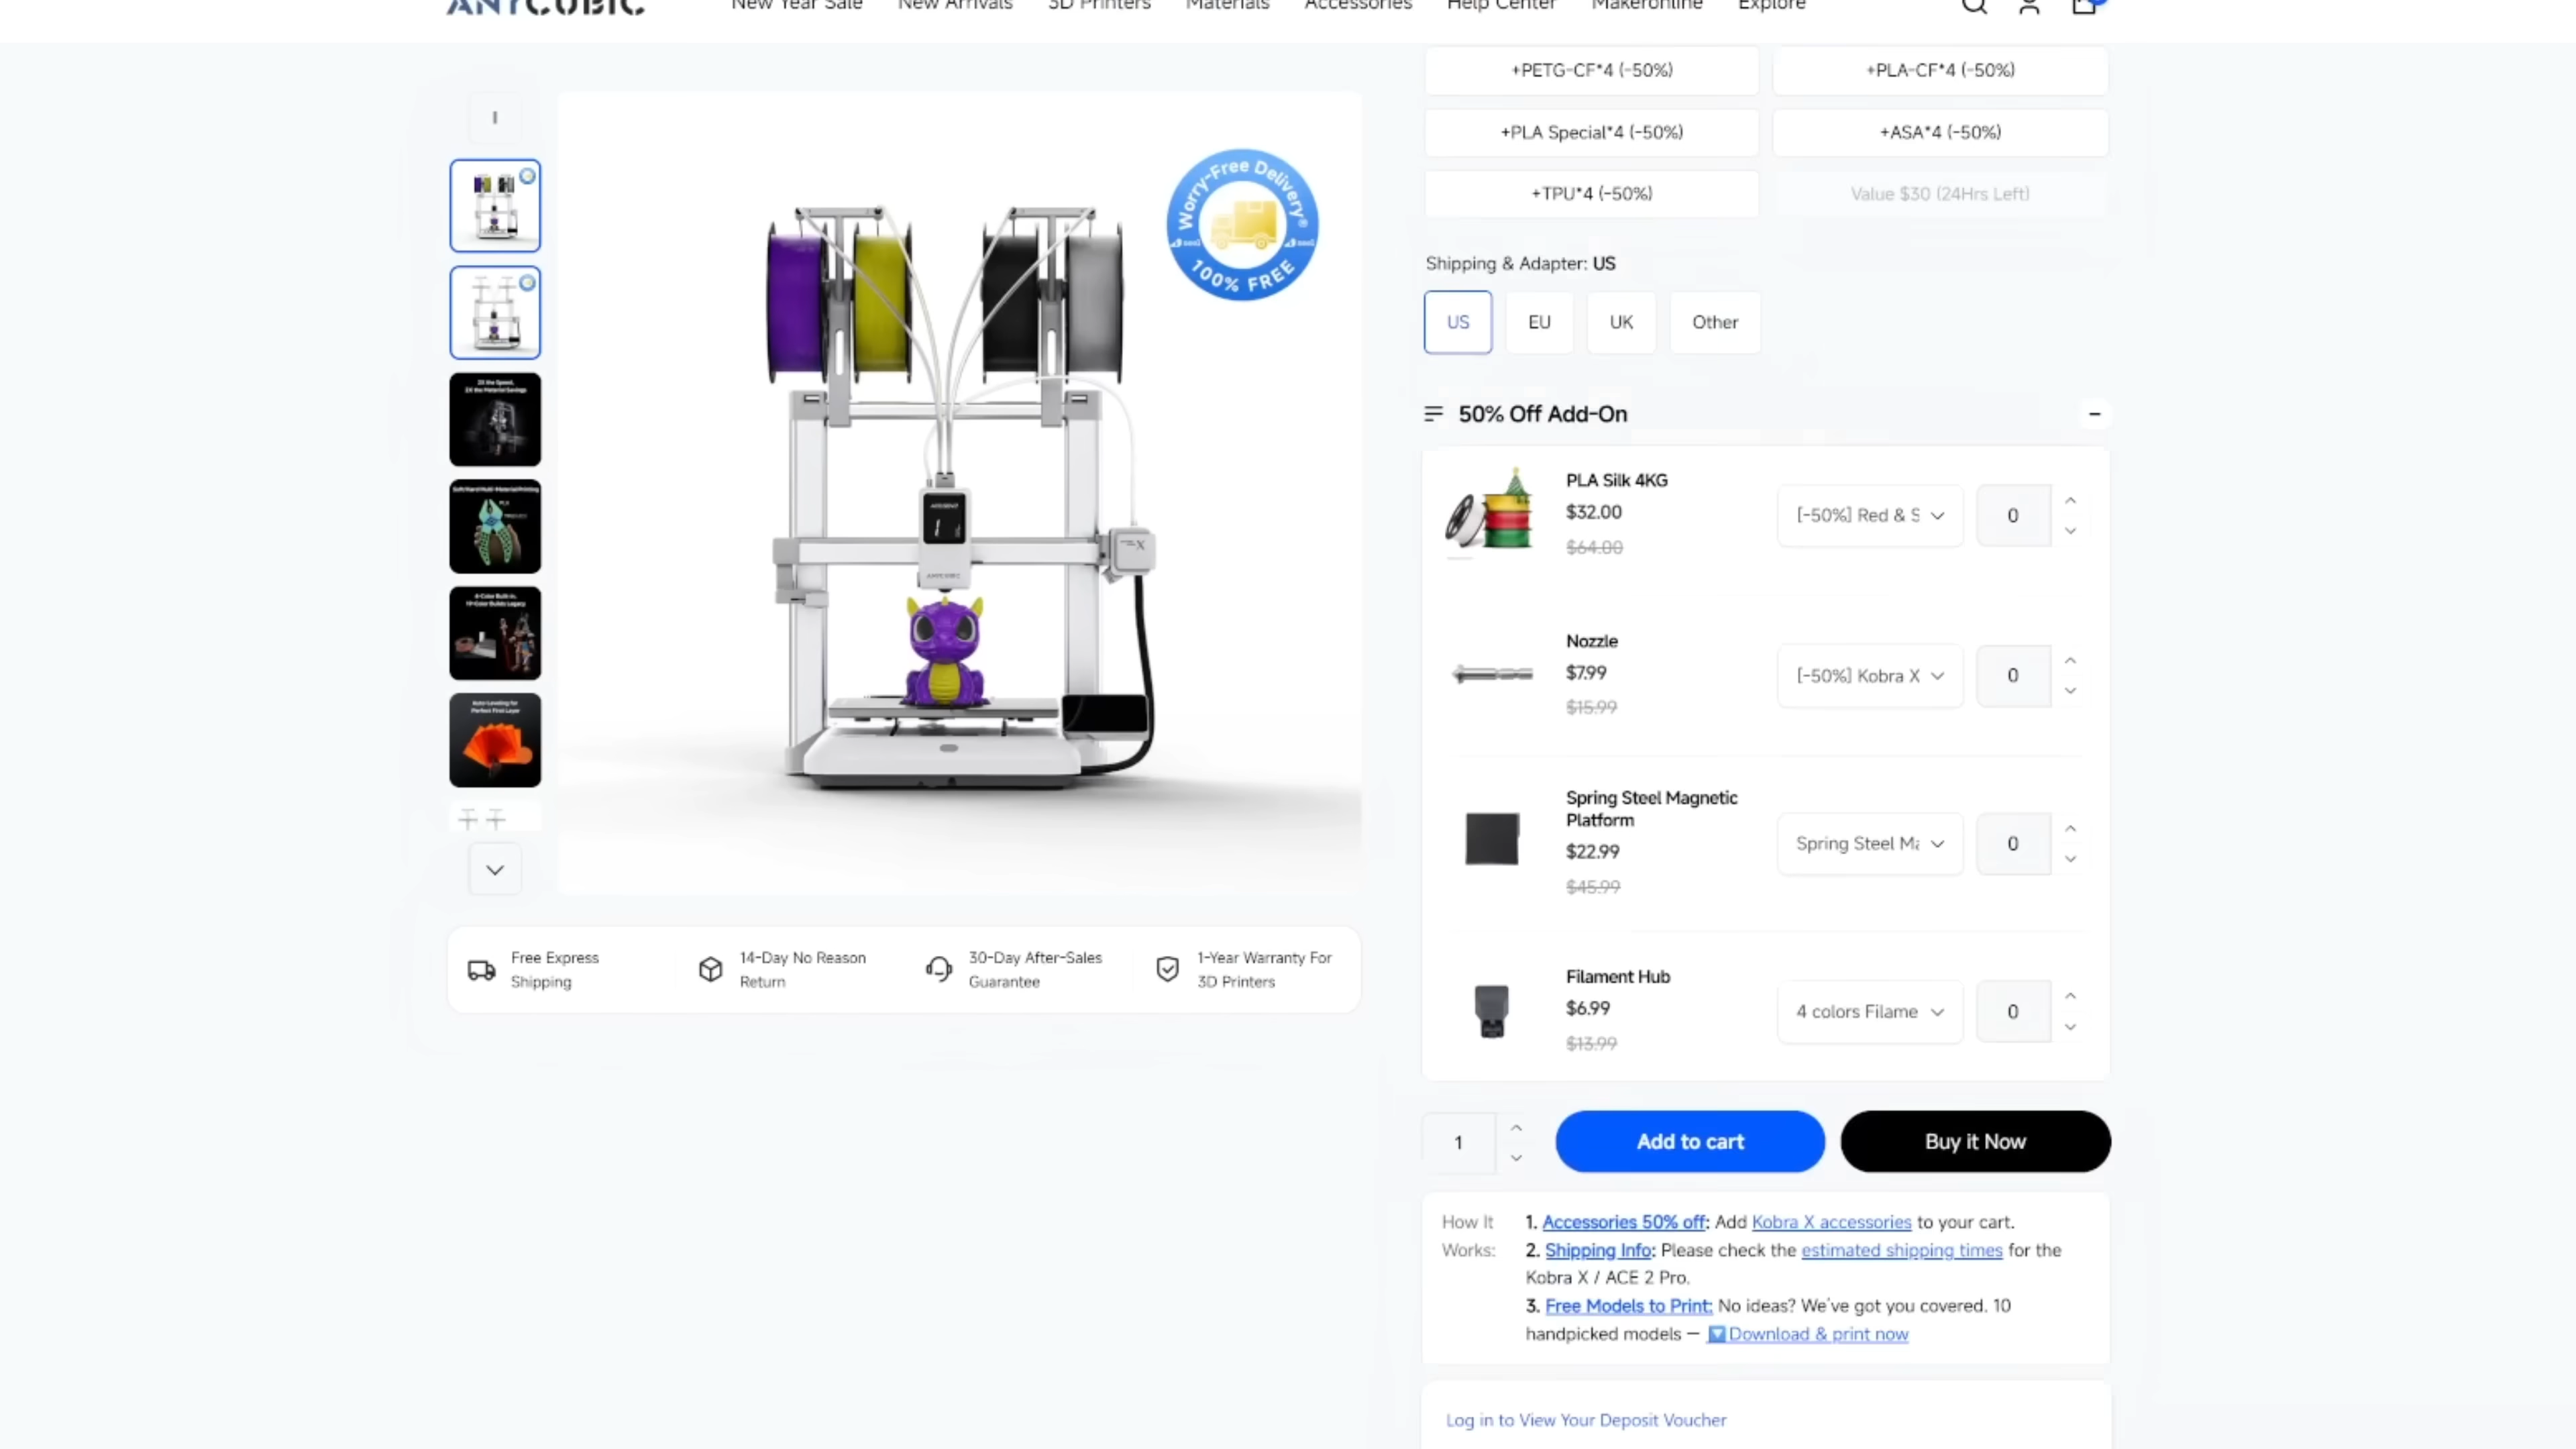 ANYCUBIC
New Year Sale New Arrivals 3D Printers Materials Accessories Help Center Makeronline Explore
+PETG-CF*4 (-50%) +PLA-CF*4 (-50%)
+PLA Special*4 (-50%) +ASA*4 (-50%)
+TPU*4 (-50%) Value $30 (24Hrs Left)
Worry-Free Delivery®
100% FREE
Shipping & Adapter: US
US EU UK Other
50% Off Add-On
PLA Silk 4KG
$32.00
$64.00
[-50%] Red & S 0
Nozzle
$7.99
$15.99
[-50%] Kobra X 0
Spring Steel Magnetic
Platform
$22.99
$45.99
Spring Steel Ma 0
Filament Hub
$6.99
$13.99
4 colors Filame 0
ANYCUBIC
X
Auto-Leveling for
Perfect First Layer
Free Express
Shipping
14-Day No Reason
Return
30-Day After-Sales
Guarantee
1-Year Warranty For
3D Printers
1 Add to cart Buy it Now
How It
Works:
1. Accessories 50% off: Add Kobra X accessories to your cart.
2. Shipping Info: Please check the estimated shipping times for the
Kobra X / ACE 2 Pro.
3. Free Models to Print: No ideas? We've got you covered. 10
handpicked models — Download & print now
Log in to View Your Deposit Voucher